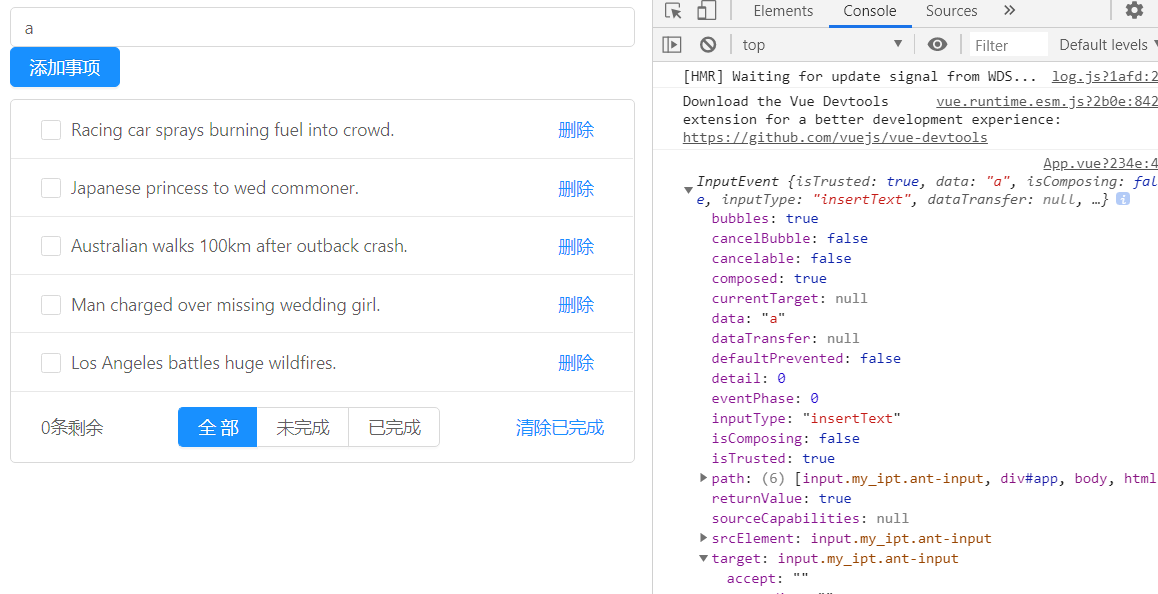 a
添加事项
Racing car sprays burning fuel into crowd. 删除
Japanese princess to wed commoner. 删除
Australian walks 100km after outback crash. 删除
Man charged over missing wedding girl. 删除
Los Angeles battles huge wildfires. 删除
0条剩余 全 部 未完成 已完成 清除已完成
Elements Console Sources »
top Filter Default levels
[HMR] Waiting for update signal from WDS... log.js?1afd:2
Download the Vue Devtools vue.runtime.esm.js?2b0e:842
extension for a better development experience:
https://github.com/vuejs/vue-devtools
App.vue?234e:4
InputEvent {isTrusted: true, data: "a", isComposing: fal
e, inputType: "insertText", dataTransfer: null, …} i
bubbles: true
cancelBubble: false
cancelable: false
composed: true
currentTarget: null
data: "a"
dataTransfer: null
defaultPrevented: false
detail: 0
eventPhase: 0
inputType: "insertText"
isComposing: false
isTrusted: true
path: (6) [input.my_ipt.ant-input, div#app, body, html
returnValue: true
sourceCapabilities: null
srcElement: input.my_ipt.ant-input
target: input.my_ipt.ant-input
accept: ""